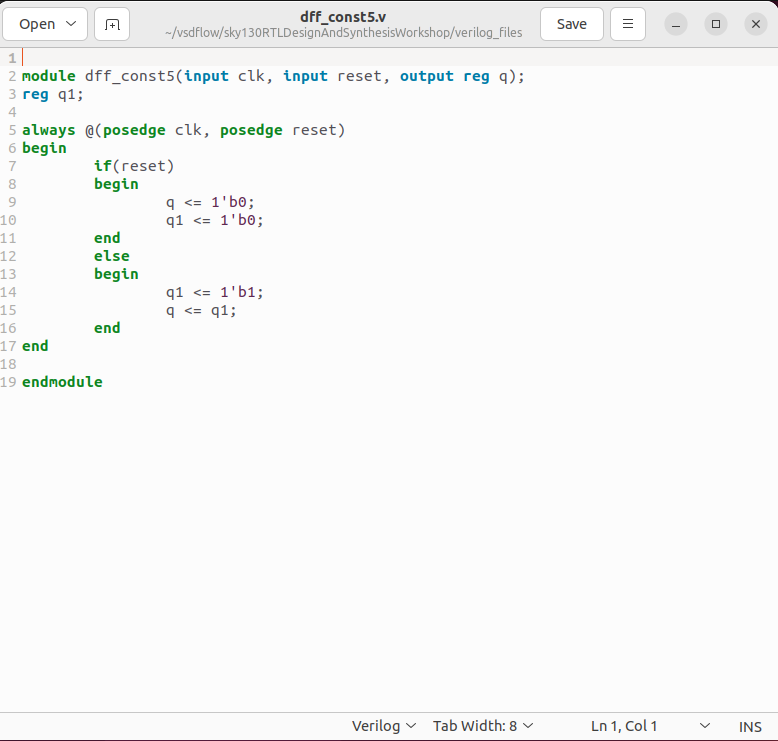 Open
dff_const5.v
~/vsdflow/sky130RTLDesignAndSynthesisWorkshop/verilog_files
Save
1
2 module dff_const5(input clk, input reset, output reg q);
3 reg q1;
4
5 always @(posedge clk, posedge reset)
6 begin
7         if(reset)
8         begin
9                 q <= 1'b0;
10                 q1 <= 1'b0;
11         end
12         else
13         begin
14                 q1 <= 1'b1;
15                 q <= q1;
16         end
17 end
18
19 endmodule
Verilog Tab Width: 8 Ln 1, Col 1 INS